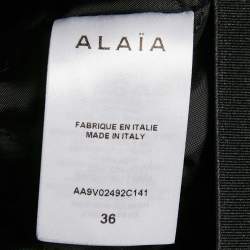 ALAÏA
FABRIQUE EN ITALIE
MADE IN ITALY
AA9V02492C141
36